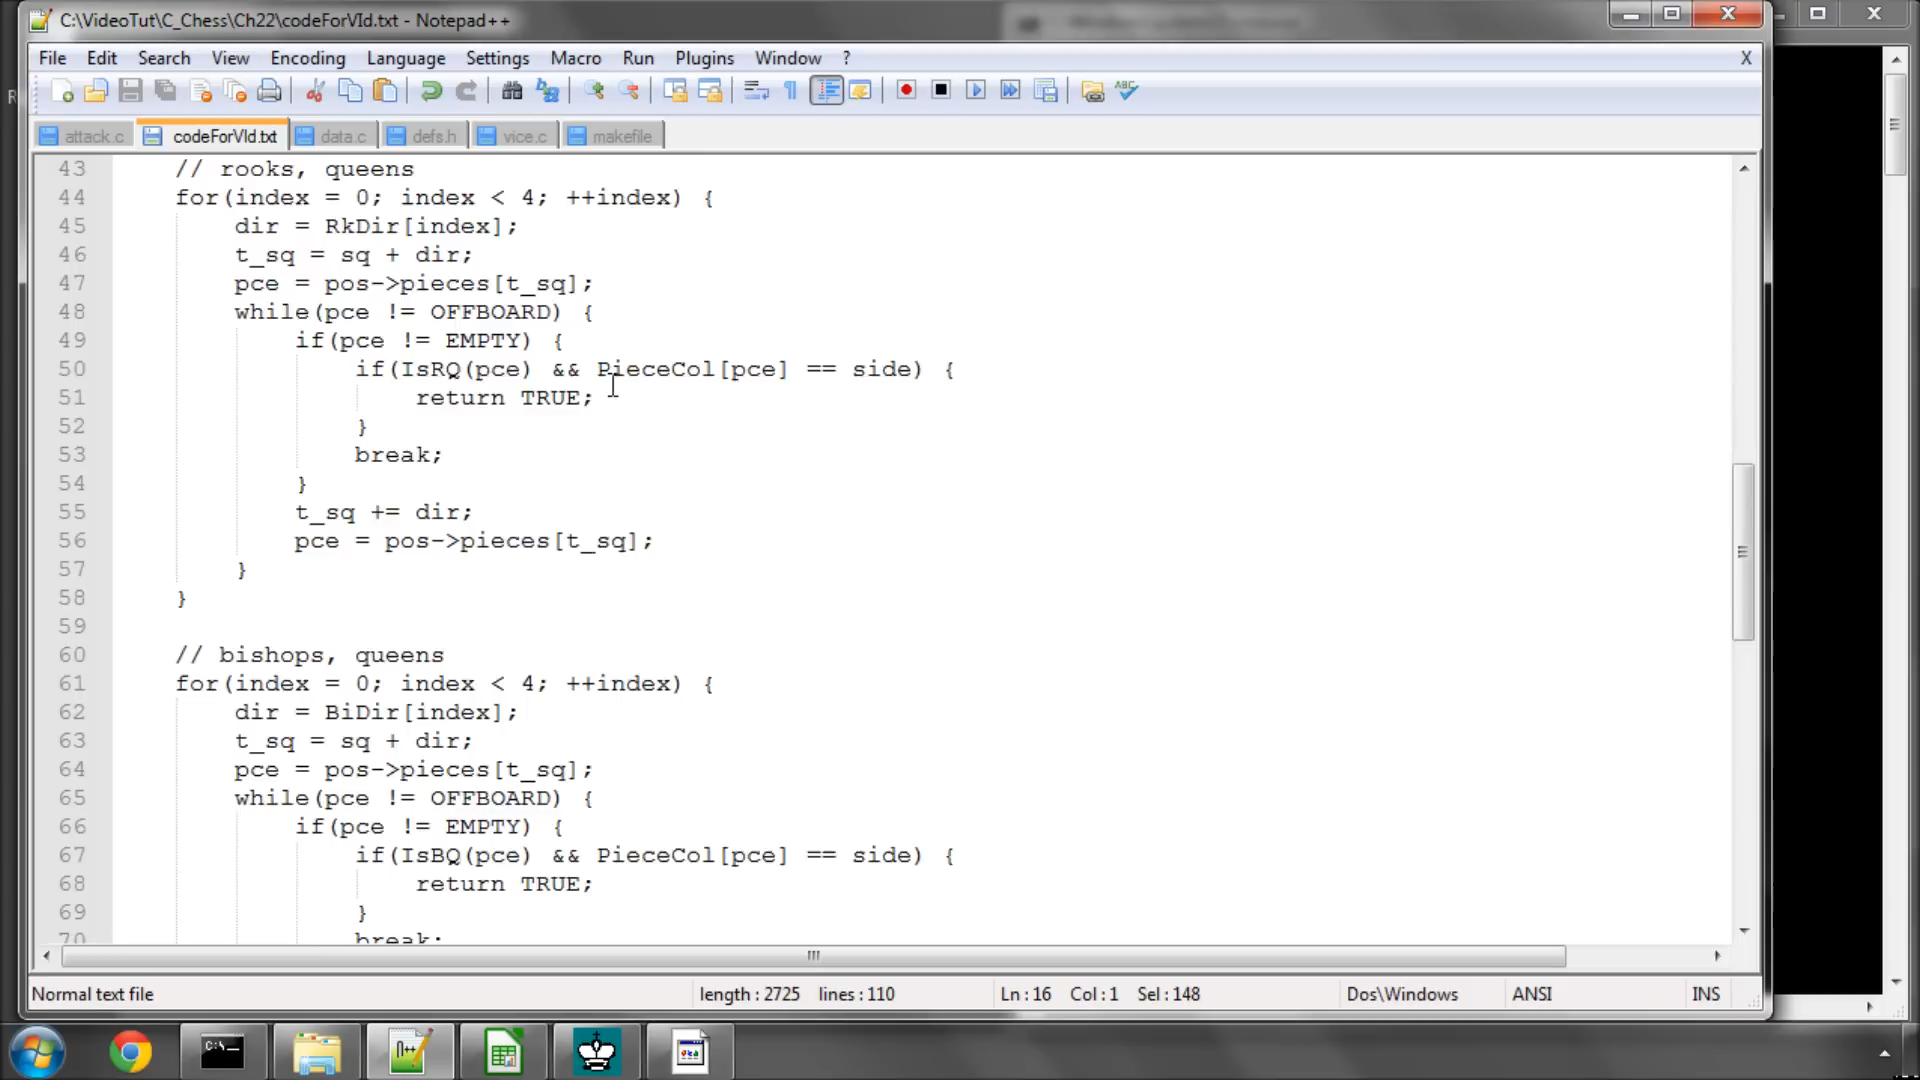 C:\VideoTut\C_Chess\Ch22\codeForVId.txt - Notepad++
File Edit Search View Encoding Language Settings Macro Run Plugins Window ? X
attack.c codeForVId.txt data.c defs.h vice.c makefile
43 // rooks, queens
44 for(index = 0; index < 4; ++index) {
45 dir = RkDir[index];
46 t_sq = sq + dir;
47 pce = pos->pieces[t_sq];
48 while(pce != OFFBOARD) {
49 if(pce != EMPTY) {
50 if(IsRQ(pce) && PieceCol[pce] == side) {
51 return TRUE;
52 }
53 break;
54 }
55 t_sq += dir;
56 pce = pos->pieces[t_sq];
57 }
58 }
59
60 // bishops, queens
61 for(index = 0; index < 4; ++index) {
62 dir = BiDir[index];
63 t_sq = sq + dir;
64 pce = pos->pieces[t_sq];
65 while(pce != OFFBOARD) {
66 if(pce != EMPTY) {
67 if(IsBQ(pce) && PieceCol[pce] == side) {
68 return TRUE;
69 }
70 break;
Normal text file length : 2725 lines : 110 Ln : 16 Col : 1 Sel : 148 Dos\Windows ANSI INS